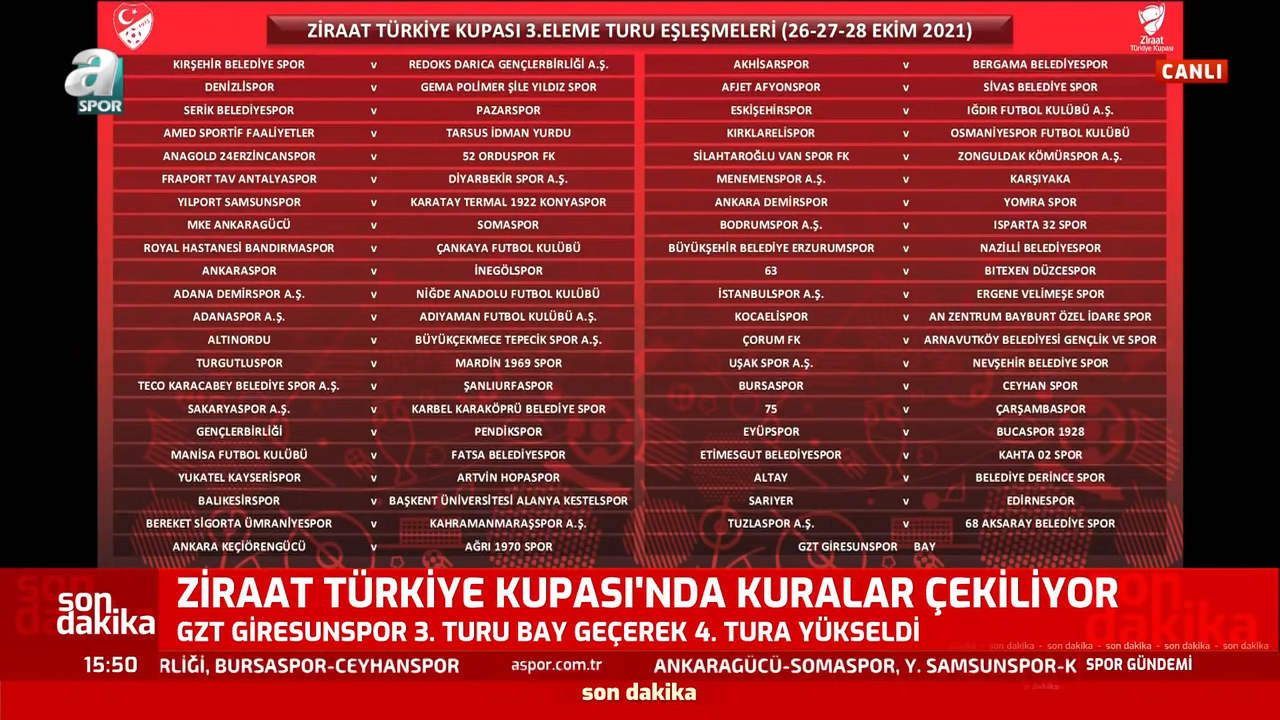 ZİRAAT TÜRKİYE KUPASI 3.ELEME TURU EŞLEŞMELERİ (26-27-28 EKİM 2021)
1923
Ziraat
Türkiye Kupası
a
SPOR
CANLI
KIRŞEHİR BELEDİYE SPOR v REDOKS DARICA GENÇLERBİRLİĞİ A.Ş.
DENİZLİSPOR v GEMA POLİMER ŞİLE YILDIZ SPOR
SERİK BELEDİYESPOR v PAZARSPOR
AMED SPORTİF FAALİYETLER v TARSUS İDMAN YURDU
ANAGOLD 24ERZİNCANSPOR v 52 ORDUSPOR FK
FRAPORT TAV ANTALYASPOR v DİYARBEKİR SPOR A.Ş.
YILPORT SAMSUNSPOR v KARATAY TERMAL 1922 KONYASPOR
MKE ANKARAGÜCÜ v SOMASPOR
ROYAL HASTANESİ BANDIRMASPOR v ÇANKAYA FUTBOL KULÜBÜ
ANKARASPOR v İNEGÖLSPOR
ADANA DEMİRSPOR A.Ş. v NİĞDE ANADOLU FUTBOL KULÜBÜ
ADANASPOR A.Ş. v ADIYAMAN FUTBOL KULÜBÜ A.Ş.
ALTINORDU v BÜYÜKÇEKMECE TEPECİK SPOR A.Ş.
TURGUTLUSPOR v MARDİN 1969 SPOR
TECO KARACABEY BELEDİYE SPOR A.Ş. v ŞANLIURFASPOR
SAKARYASPOR A.Ş. v KARBEL KARAKÖPRÜ BELEDİYE SPOR
GENÇLERBİRLİĞİ v PENDİKSPOR
MANİSA FUTBOL KULÜBÜ v FATSA BELEDİYESPOR
YUKATEL KAYSERİSPOR v ARTVİN HOPASPOR
BALIKESİRSPOR v BAŞKENT ÜNİVERSİTESİ ALANYA KESTELSPOR
BEREKET SİGORTA ÜMRANİYESPOR v KAHRAMANMARAŞSPOR A.Ş.
ANKARA KEÇİÖRENGÜCÜ v AĞRI 1970 SPOR
AKHİSARSPOR v BERGAMA BELEDİYESPOR
AFJET AFYONSPOR v SİVAS BELEDİYE SPOR
ESKİŞEHİRSPOR v IĞDIR FUTBOL KULÜBÜ A.Ş.
KIRKLARELİSPOR v OSMANİYESPOR FUTBOL KULÜBÜ
SİLAHTAROĞLU VAN SPOR FK v ZONGULDAK KÖMÜRSPOR A.Ş.
MENEMENSPOR A.Ş. v KARŞIYAKA
ANKARA DEMİRSPOR v YOMRA SPOR
BODRUMSPOR A.Ş. v ISPARTA 32 SPOR
BÜYÜKŞEHİR BELEDİYE ERZURUMSPOR v NAZİLLİ BELEDİYESPOR
63 v BITEXEN DÜZCESPOR
İSTANBULSPOR A.Ş. v ERGENE VELİMEŞE SPOR
KOCAELİSPOR v AN ZENTRUM BAYBURT ÖZEL İDARE SPOR
ÇORUM FK v ARNAVUTKÖY BELEDİYESİ GENÇLİK VE SPOR
UŞAK SPOR A.Ş. v NEVŞEHİR BELEDİYE SPOR
BURSASPOR v CEYHAN SPOR
75 v ÇARŞAMBASPOR
EYÜPSPOR v BUCASPOR 1928
ETİMESGUT BELEDİYESPOR v KAHTA 02 SPOR
ALTAY v BELEDİYE DERİNCE SPOR
SARIYER v EDİRNESPOR
TUZLASPOR A.Ş. v 68 AKSARAY BELEDİYE SPOR
GZT GİRESUNSPOR BAY
son
dakika
ZİRAAT TÜRKİYE KUPASI'NDA KURALAR ÇEKİLİYOR
GZT GİRESUNSPOR 3. TURU BAY GEÇEREK 4. TURA YÜKSELDİ
son dakika - son dakika - son dakika - son dakika
15:50 RLİĞİ, BURSASPOR-CEYHANSPOR aspor.com.tr ANKARAGÜCÜ-SOMASPOR, Y. SAMSUNSPOR-K SPOR GÜNDEMİ
son dakika